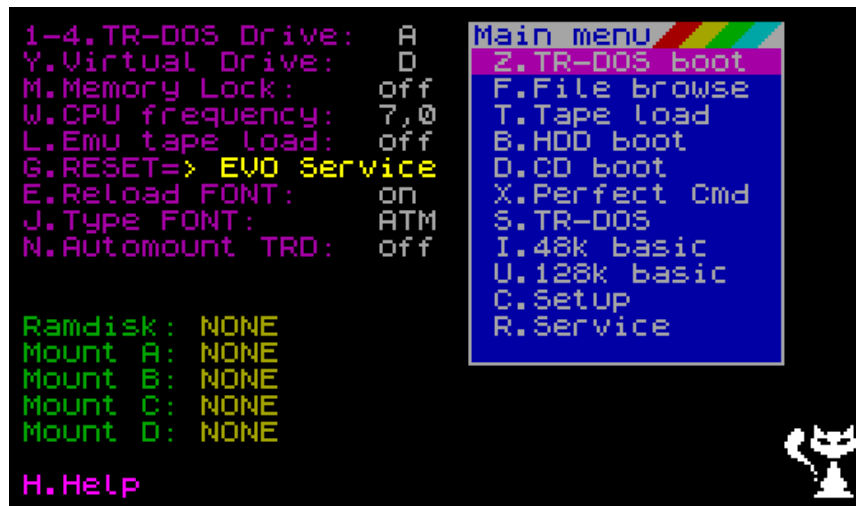 1-4.TR-DOS Drive: A
Y.Virtual Drive: D
M.Memory Lock: off
W.CPU frequency: 7,0
L.Emu tape load: off
G.RESET=> EVO Service
E.Reload FONT: on
J.Type FONT: ATM
N.Automount TRD: off
Ramdisk: NONE
Mount A: NONE
Mount B: NONE
Mount C: NONE
Mount D: NONE
H.Help
Main menu
Z.TR-DOS boot
F.File browse
T.Tape load
B.HDD boot
D.CD boot
X.Perfect Cmd
S.TR-DOS
I.48k basic
U.128k basic
C.Setup
R.Service